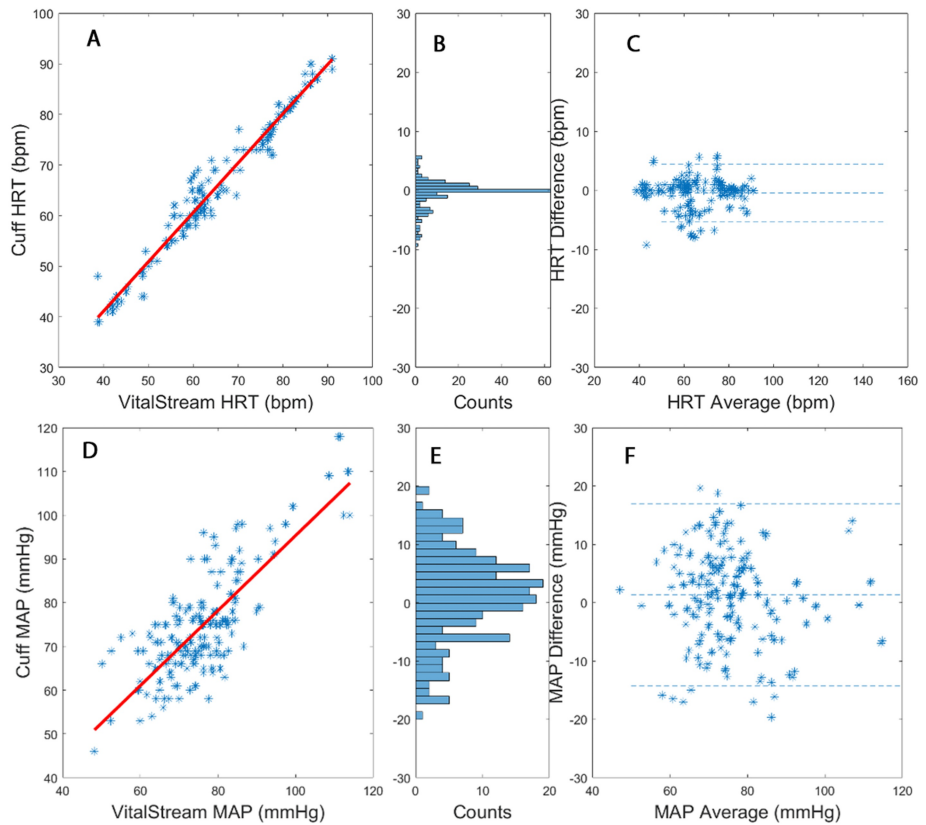 A
B
C
100
90
80
70
60
50
40
30
30 40 50 60 70 80 90 100
Cuff HRT (bpm)
VitalStream HRT (bpm)
30
20
10
0
-10
-20
-30
0 20 40 60
Counts
30
20
10
0
-10
-20
-30
20 40 60 80 100 120 140 160
HRT Difference (bpm)
HRT Average (bpm)
D
E
F
120
110
100
90
80
70
60
50
40
40 60 80 100 120
Cuff MAP (mmHg)
VitalStream MAP (mmHg)
30
20
10
0
-10
-20
-30
0 10 20
Counts
30
20
10
0
-10
-20
-30
40 60 80 100 120
MAP Difference (mmHg)
MAP Average (mmHg)